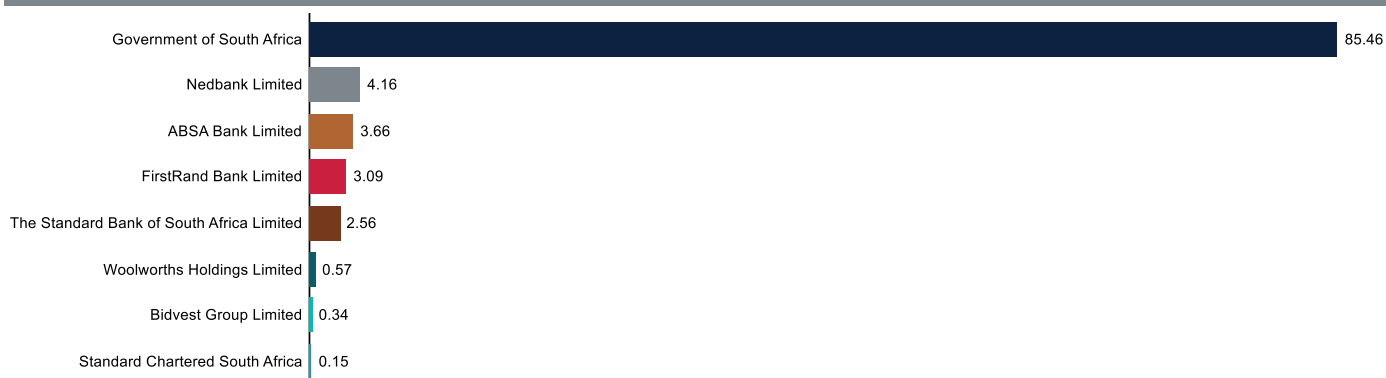 Government of South Africa 85.46
Nedbank Limited 4.16
ABSA Bank Limited 3.66
FirstRand Bank Limited 3.09
The Standard Bank of South Africa Limited 2.56
Woolworths Holdings Limited 0.57
Bidvest Group Limited 0.34
Standard Chartered South Africa 0.15